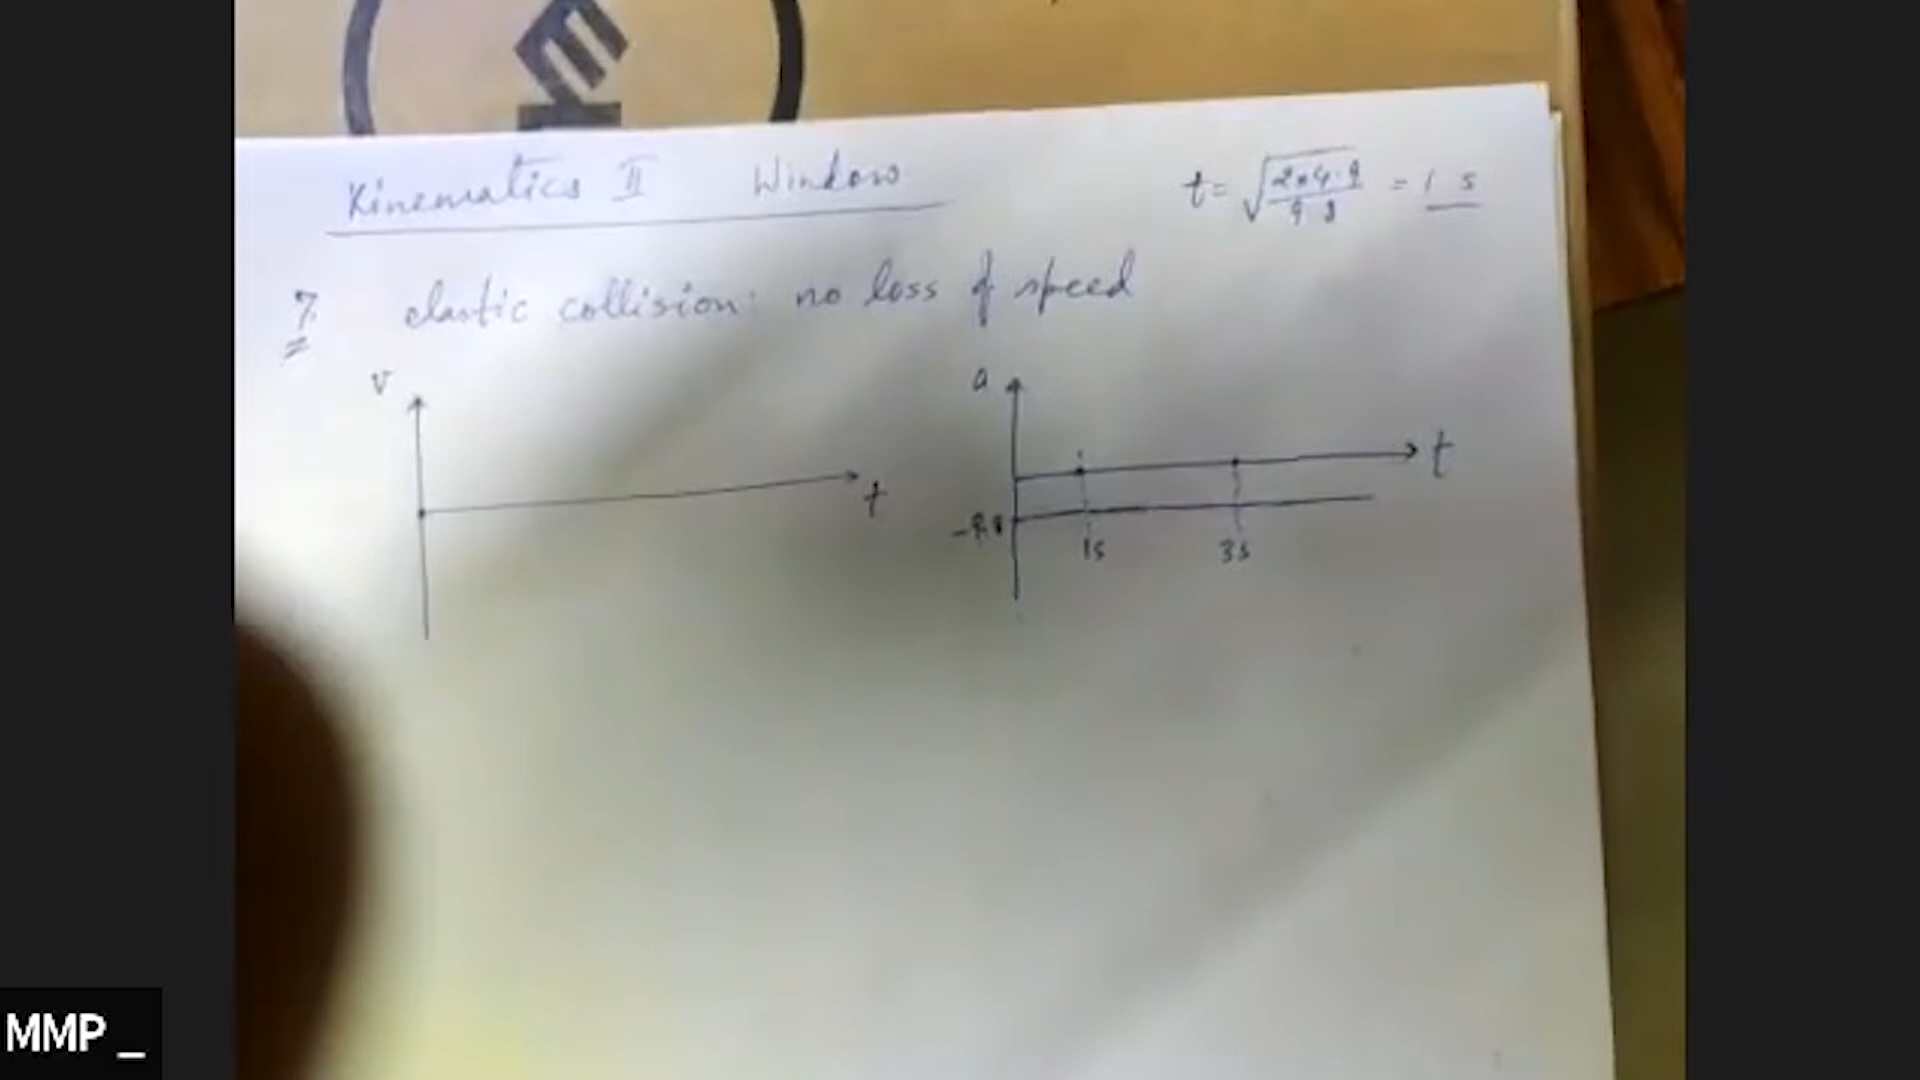 Kinematics II Window
t = √(2×4.9/9.8) = 1 s
7. elastic collision: no loss of speed
v
t
a
t
-9.8
1s 3s
MMP _